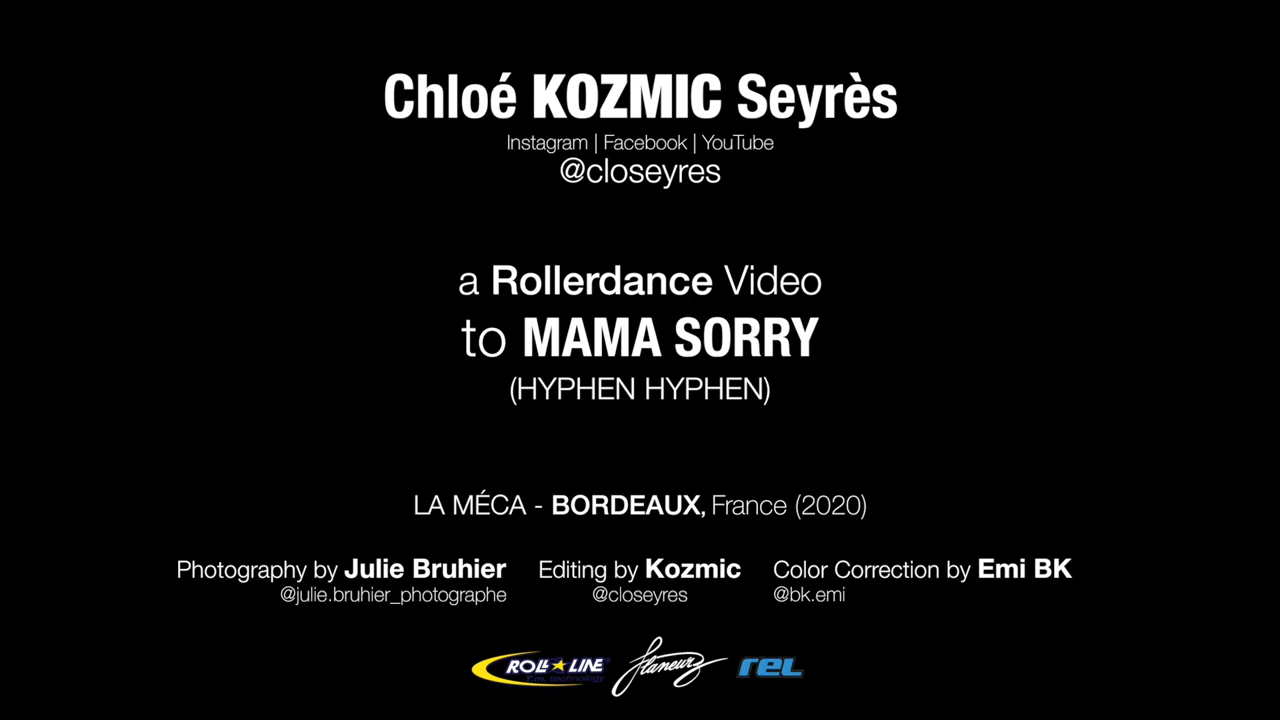 Chloé KOZMIC Seyrès
Instagram | Facebook | YouTube
@closeyres
a Rollerdance Video
to MAMA SORRY
(HYPHEN HYPHEN)
LA MÉCA - BORDEAUX, France (2020)
Photography by Julie Bruhier Editing by Kozmic Color Correction by Emi BK
@julie.bruhier_photographe @closeyres @bk.emi
ROLL LINE flaneurz rel
T.m. technology